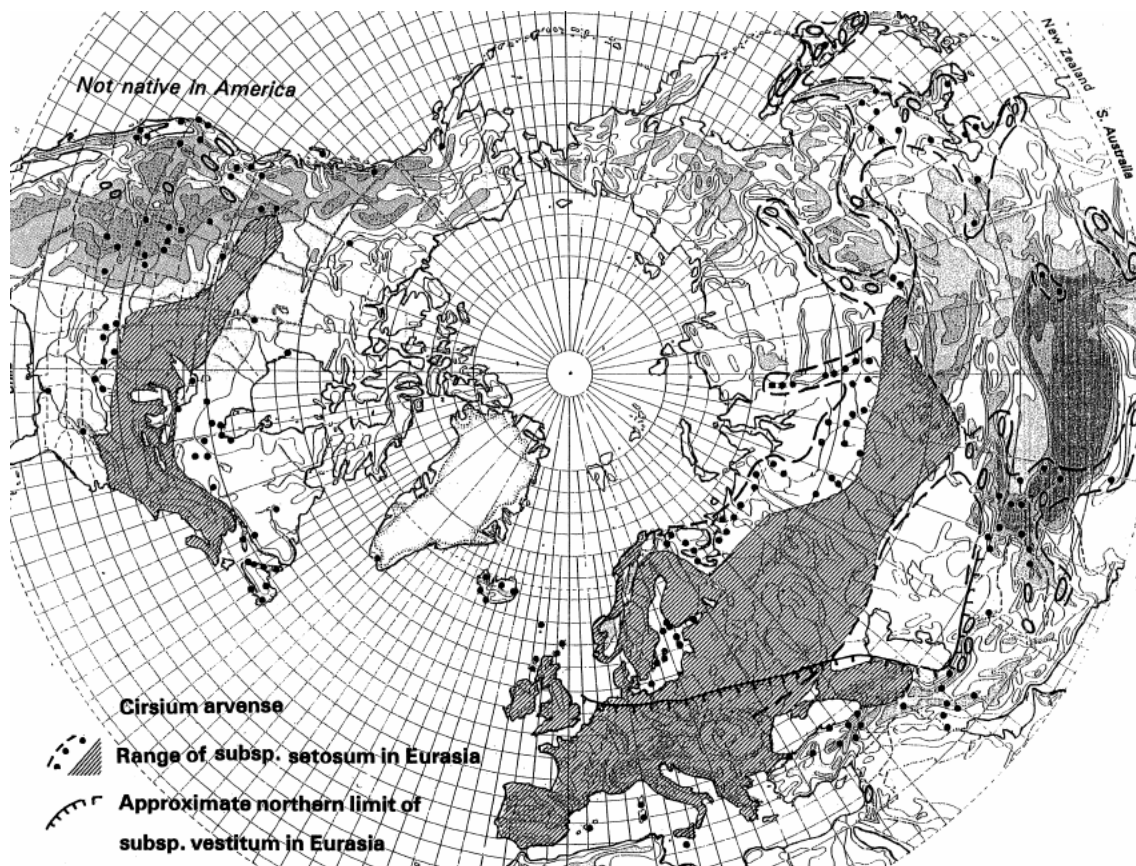 Not native in America
New Zealand
S. Australia
Cirsium arvense
Range of subsp. setosum in Eurasia
Approximate northern limit of
subsp. vestitum in Eurasia